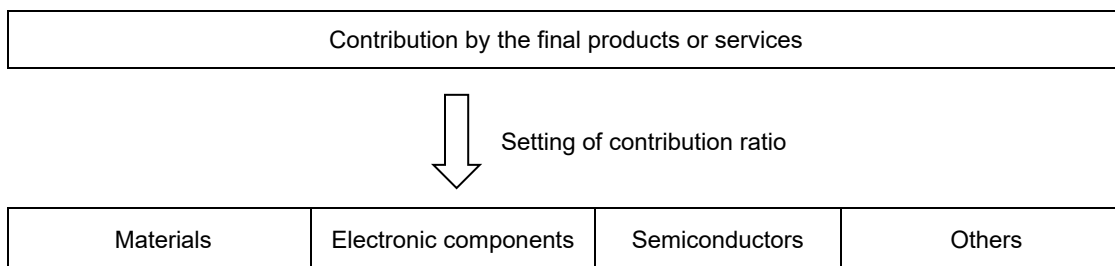 Contribution by the final products or services
Setting of contribution ratio
Materials
Electronic components
Semiconductors
Others